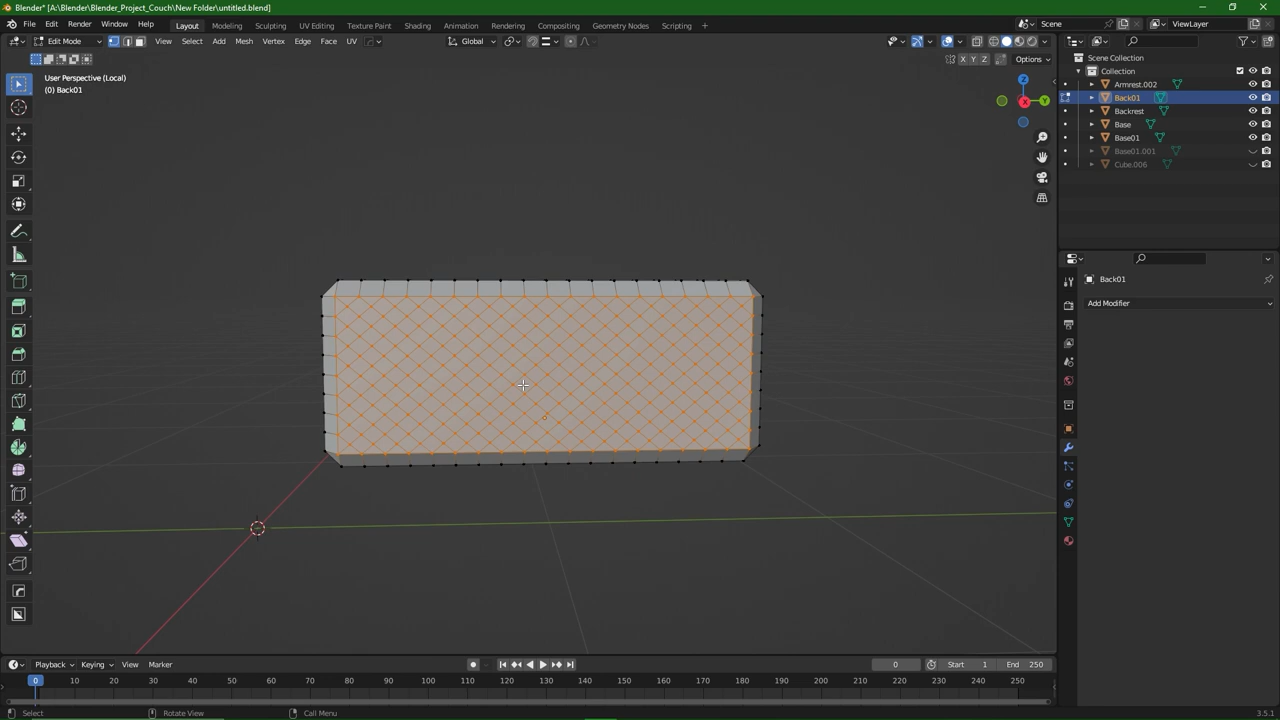 Blender* [A:\Blender_Project_Couch\New Folder\untitled.blend]
File Edit Render Window Help Layout Modeling Sculpting UV Editing Texture Paint Shading Animation Rendering Compositing Geometry Nodes Scripting + Scene ViewLayer
Edit Mode View Select Add Mesh Vertex Edge Face UV Global
X Y Z Options
Scene Collection
Collection
User Perspective (Local)
(0) Back01
Armrest.002
Back01
Backrest
Base
Base01
Base01.001
Cube.006
Z
X
Y
Back01
Add Modifier
Playback Keying View Marker 0 Start 1 End 250
0 10 20 30 40 50 60 70 80 90 100 110 120 130 140 150 160 170 180 190 200 210 220 230 240 250
Select Rotate View Call Menu 3.5.1